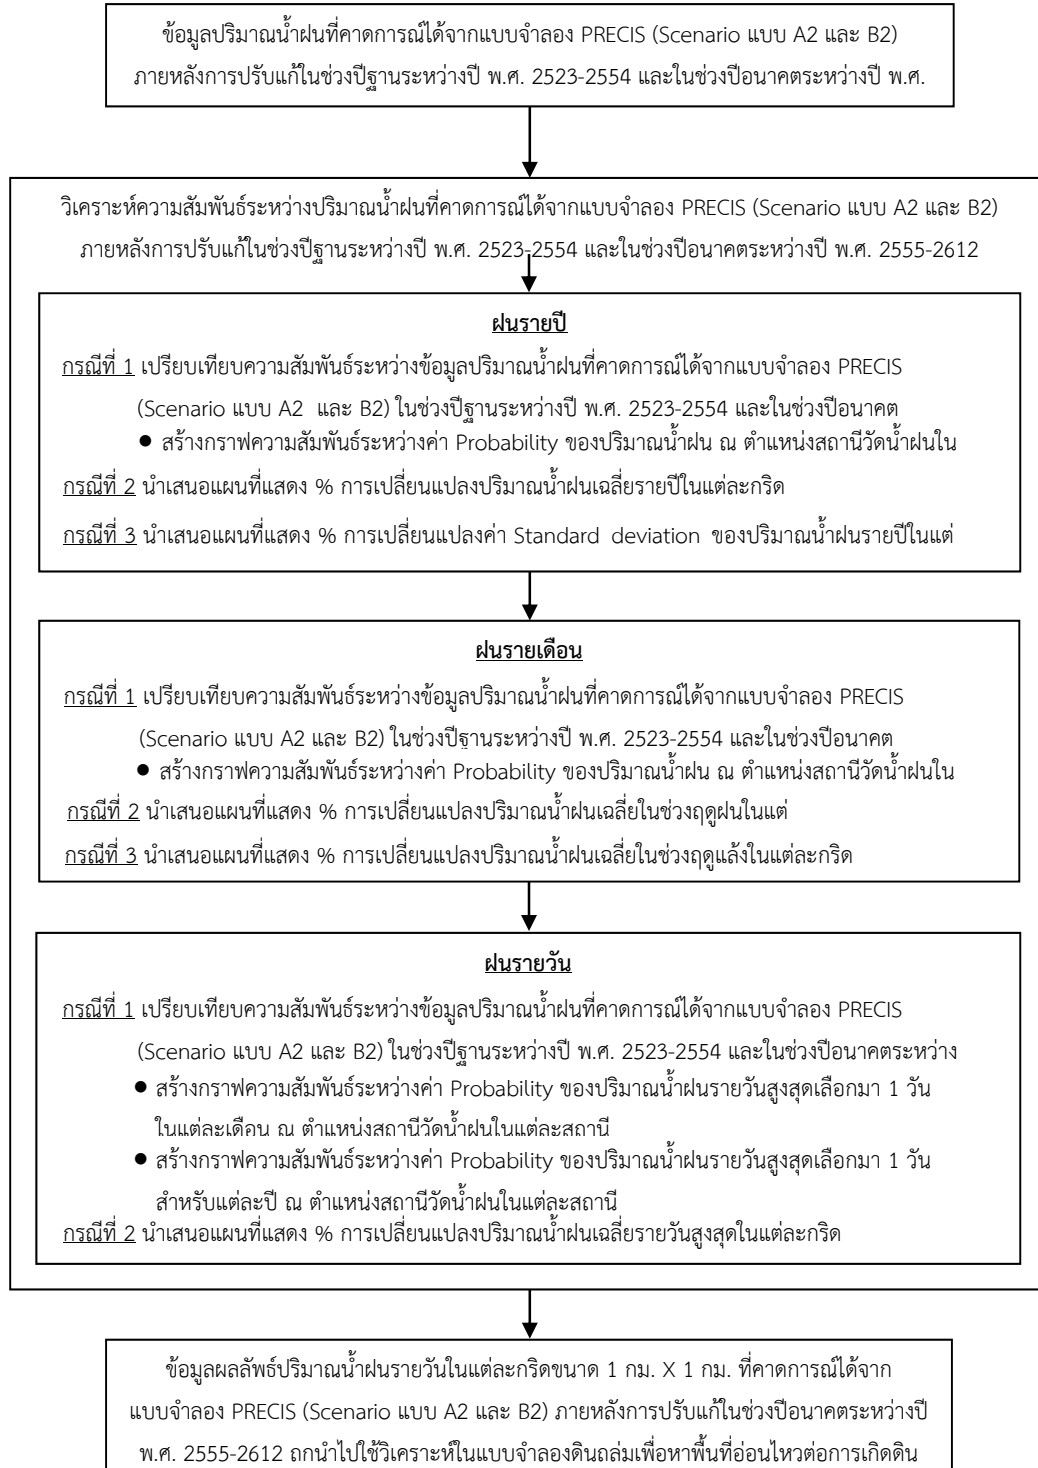 ข้อมูลปริมาณน้ำฝนที่คาดการณ์ได้จากแบบจำลอง PRECIS (Scenario แบบ A2 และ B2)
ภายหลังการปรับแก้ในช่วงปีฐานระหว่างปี พ.ศ. 2523-2554 และในช่วงปีอนาคตระหว่างปี พ.ศ.
วิเคราะห์ความสัมพันธ์ระหว่างปริมาณน้ำฝนที่คาดการณ์ได้จากแบบจำลอง PRECIS (Scenario แบบ A2 และ B2)
ภายหลังการปรับแก้ในช่วงปีฐานระหว่างปี พ.ศ. 2523-2554 และในช่วงปีอนาคตระหว่างปี พ.ศ. 2555-2612
ฝนรายปี
กรณีที่ 1 เปรียบเทียบความสัมพันธ์ระหว่างข้อมูลปริมาณน้ำฝนที่คาดการณ์ได้จากแบบจำลอง PRECIS
(Scenario แบบ A2 และ B2) ในช่วงปีฐานระหว่างปี พ.ศ. 2523-2554 และในช่วงปีอนาคต
● สร้างกราฟความสัมพันธ์ระหว่างค่า Probability ของปริมาณน้ำฝน ณ ตำแหน่งสถานีวัดน้ำฝนใน
กรณีที่ 2 นำเสนอแผนที่แสดง % การเปลี่ยนแปลงปริมาณน้ำฝนเฉลี่ยรายปีในแต่ละกริด
กรณีที่ 3 นำเสนอแผนที่แสดง % การเปลี่ยนแปลงค่า Standard deviation ของปริมาณน้ำฝนรายปีในแต่
ฝนรายเดือน
กรณีที่ 1 เปรียบเทียบความสัมพันธ์ระหว่างข้อมูลปริมาณน้ำฝนที่คาดการณ์ได้จากแบบจำลอง PRECIS
(Scenario แบบ A2 และ B2) ในช่วงปีฐานระหว่างปี พ.ศ. 2523-2554 และในช่วงปีอนาคต
● สร้างกราฟความสัมพันธ์ระหว่างค่า Probability ของปริมาณน้ำฝน ณ ตำแหน่งสถานีวัดน้ำฝนใน
กรณีที่ 2 นำเสนอแผนที่แสดง % การเปลี่ยนแปลงปริมาณน้ำฝนเฉลี่ยในช่วงฤดูฝนในแต่
กรณีที่ 3 นำเสนอแผนที่แสดง % การเปลี่ยนแปลงปริมาณน้ำฝนเฉลี่ยในช่วงฤดูแล้งในแต่ละกริด
ฝนรายวัน
กรณีที่ 1 เปรียบเทียบความสัมพันธ์ระหว่างข้อมูลปริมาณน้ำฝนที่คาดการณ์ได้จากแบบจำลอง PRECIS
(Scenario แบบ A2 และ B2) ในช่วงปีฐานระหว่างปี พ.ศ. 2523-2554 และในช่วงปีอนาคตระหว่าง
● สร้างกราฟความสัมพันธ์ระหว่างค่า Probability ของปริมาณน้ำฝนรายวันสูงสุดเลือกมา 1 วัน
ในแต่ละเดือน ณ ตำแหน่งสถานีวัดน้ำฝนในแต่ละสถานี
● สร้างกราฟความสัมพันธ์ระหว่างค่า Probability ของปริมาณน้ำฝนรายวันสูงสุดเลือกมา 1 วัน
สำหรับแต่ละปี ณ ตำแหน่งสถานีวัดน้ำฝนในแต่ละสถานี
กรณีที่ 2 นำเสนอแผนที่แสดง % การเปลี่ยนแปลงปริมาณน้ำฝนเฉลี่ยรายวันสูงสุดในแต่ละกริด
ข้อมูลผลลัพธ์ปริมาณน้ำฝนรายวันในแต่ละกริดขนาด 1 กม. X 1 กม. ที่คาดการณ์ได้จาก
แบบจำลอง PRECIS (Scenario แบบ A2 และ B2) ภายหลังการปรับแก้ในช่วงปีอนาคตระหว่างปี
พ.ศ. 2555-2612 ถูกนำไปใช้วิเคราะห์ในแบบจำลองดินถล่มเพื่อหาพื้นที่อ่อนไหวต่อการเกิดดิน